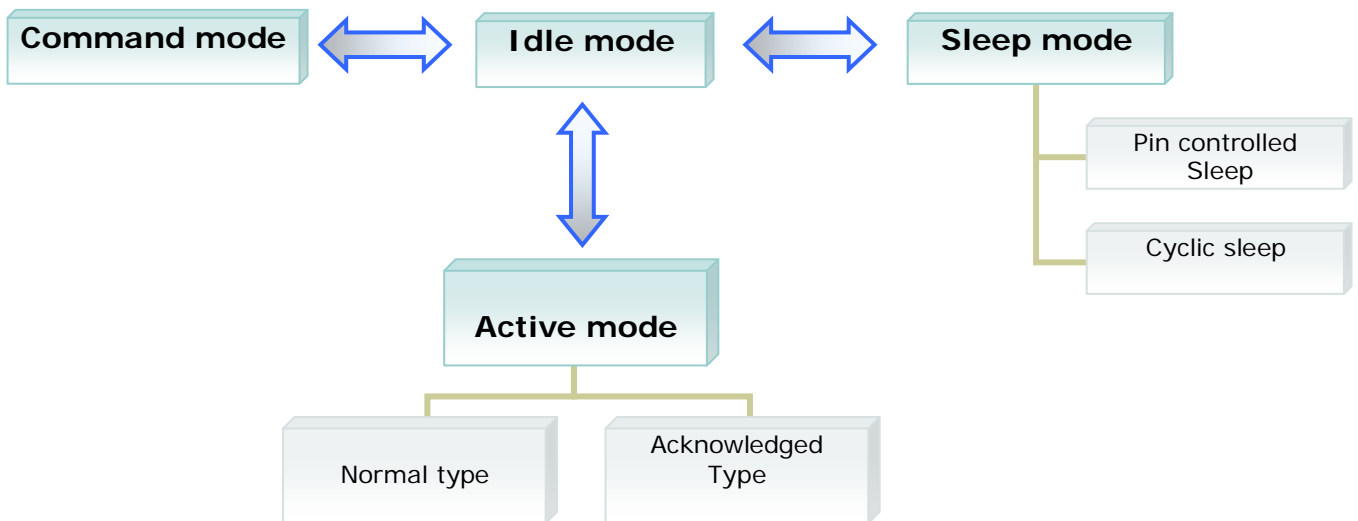 Command mode
Idle mode
Sleep mode
Pin controlled
Sleep
Cyclic sleep
Active mode
Normal type
Acknowledged
Type